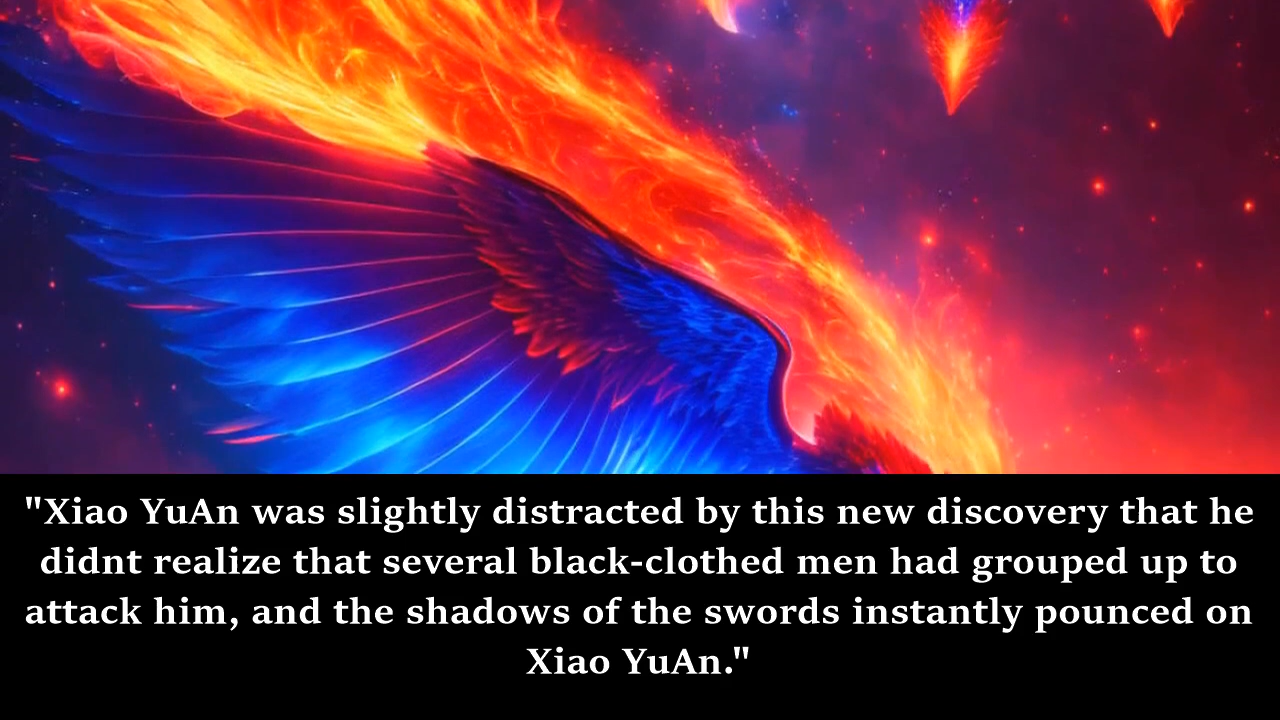 "Xiao YuAn was slightly distracted by this new discovery that he
didnt realize that several black-clothed men had grouped up to
attack him, and the shadows of the swords instantly pounced on
Xiao YuAn."